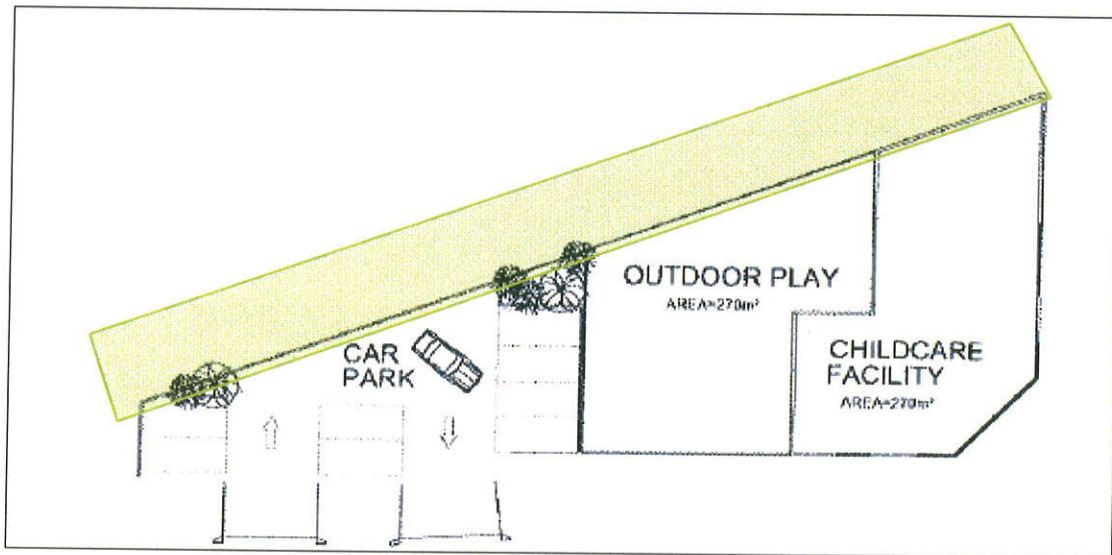 OUTDOOR PLAY
AREA=270m²
CAR
PARK
CHILDCARE
FACILITY
AREA=270m²